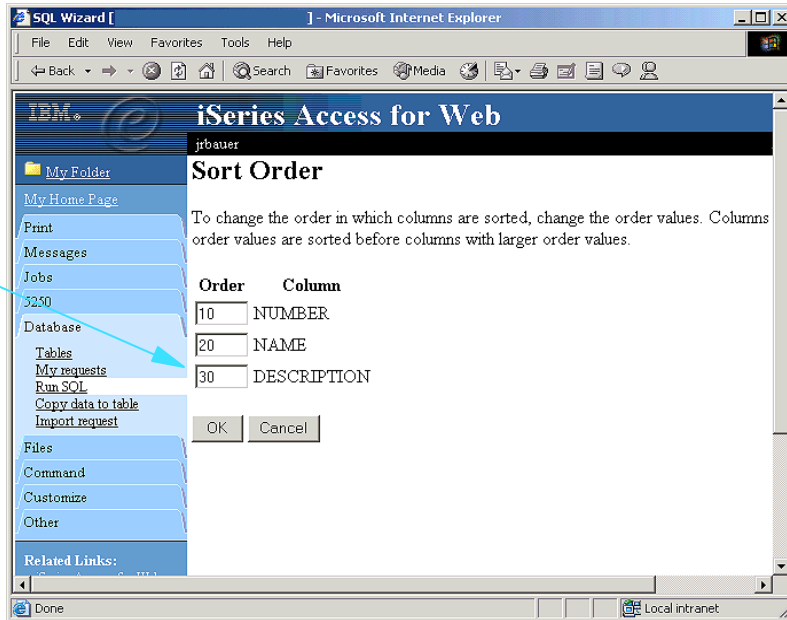 SQL Wizard [ ] - Microsoft Internet Explorer
File Edit View Favorites Tools Help
Back Search Favorites Media
IBM e
iSeries Access for Web
jrbauer
My Folder
My Home Page
Print
Messages
Jobs
5250
Database
Tables
My requests
Run SQL
Copy data to table
Import request
Files
Command
Customize
Other
Related Links:
Sort Order
To change the order in which columns are sorted, change the order values. Columns
order values are sorted before columns with larger order values.
Order Column
10 NUMBER
20 NAME
30 DESCRIPTION
OK Cancel
Done Local intranet